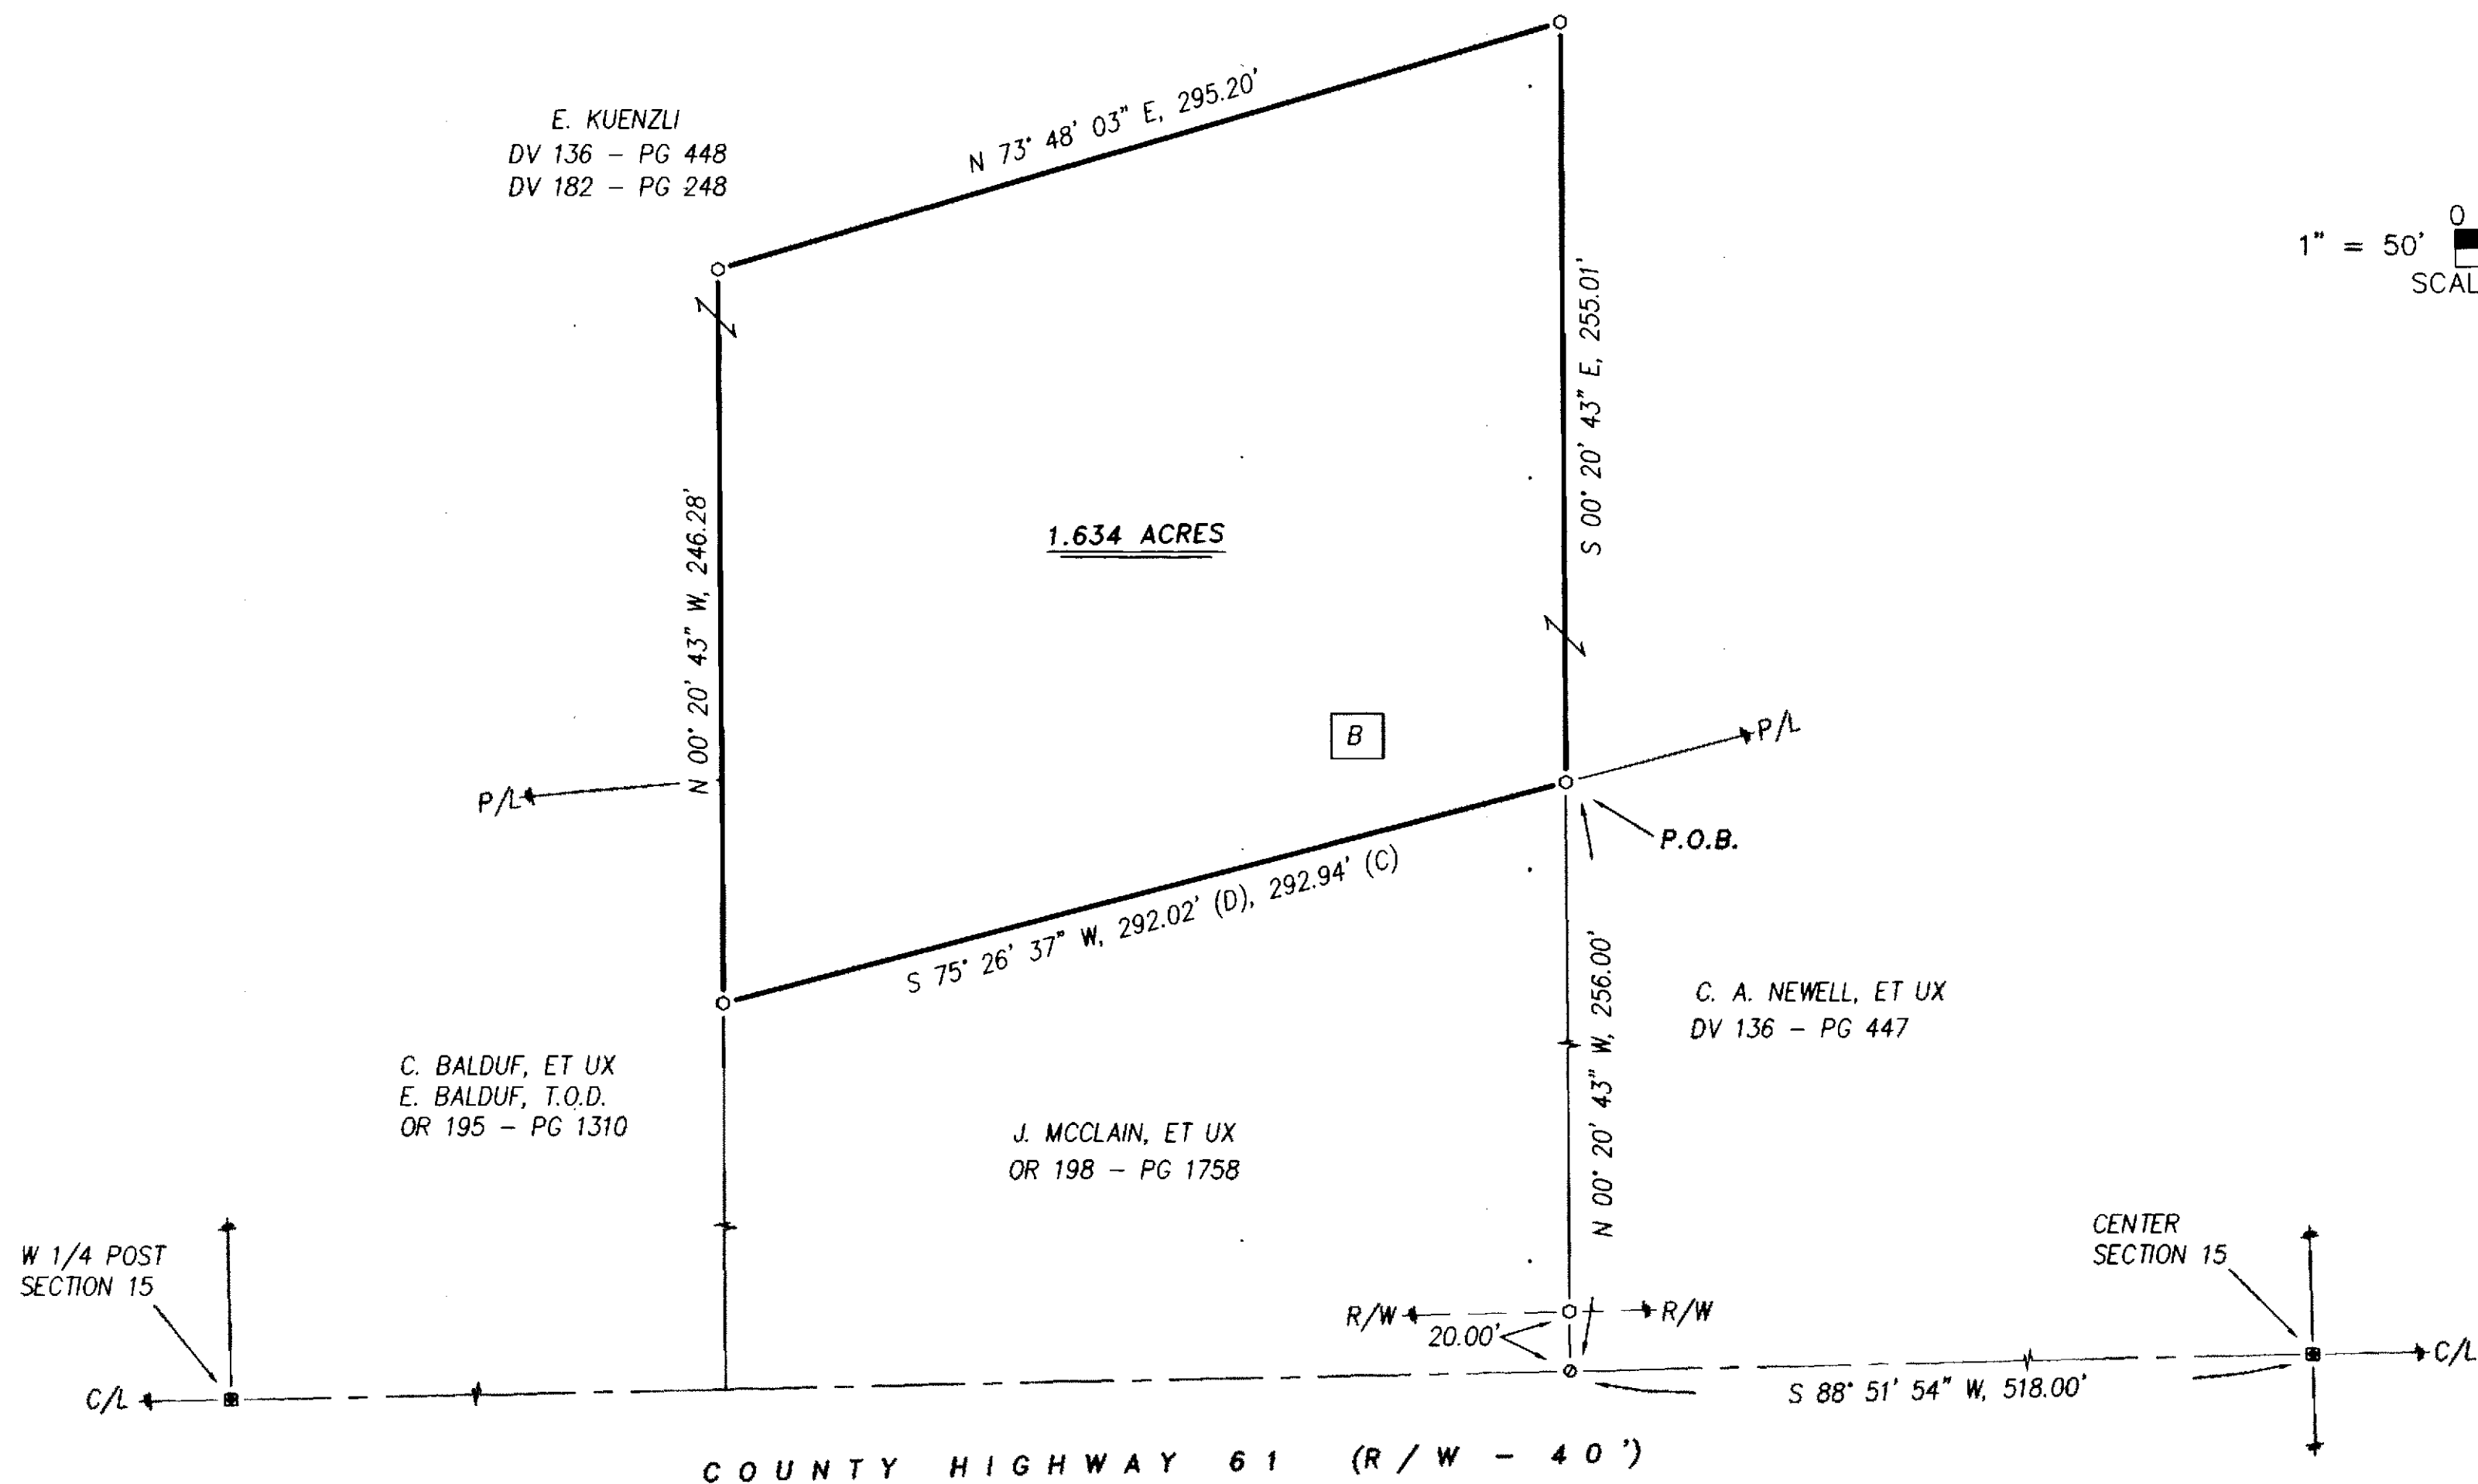 E. KUENZLI
DV 136 – PG 448
DV 182 – PG 248
N 73° 48' 03" E, 295.20'
0
1" = 50'
SCAL
S 00° 20' 43" E, 255.01'
N 00° 20' 43" W, 246.28'
1.634 ACRES
B
P/L
P/L
P.O.B.
S 75° 26' 37" W, 292.02' (D), 292.94' (C)
N 00° 20' 43" W, 256.00'
C. A. NEWELL, ET UX
DV 136 – PG 447
C. BALDUF, ET UX
E. BALDUF, T.O.D.
OR 195 – PG 1310
J. MCCLAIN, ET UX
OR 198 – PG 1758
W 1/4 POST
SECTION 15
CENTER
SECTION 15
R/W
R/W
20.00'
C/L
C/L
S 88° 51' 54" W, 518.00'
COUNTY HIGHWAY 61 (R/W - 40')